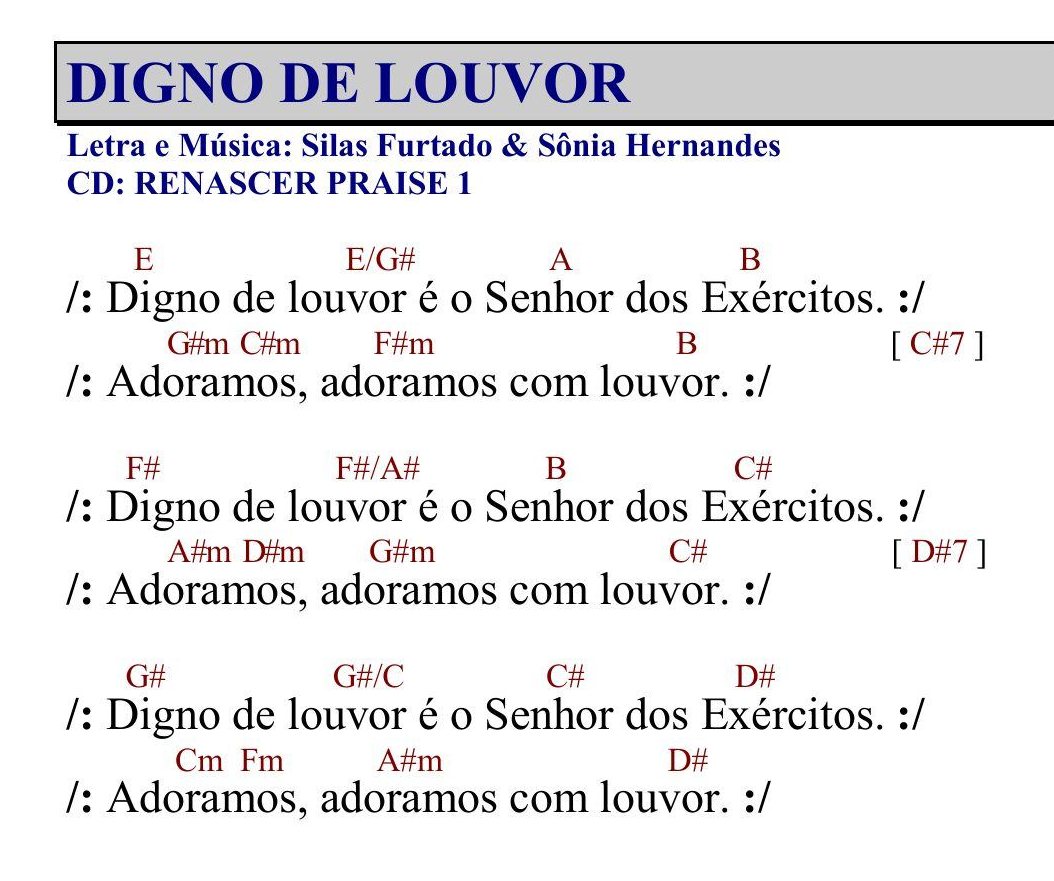 DIGNO DE LOUVOR
Letra e Música: Silas Furtado & Sônia Hernandes
CD: RENASCER PRAISE 1
E E/G# A B
/: Digno de louvor é o Senhor dos Exércitos. :/
G#m C#m F#m B [ C#7 ]
/: Adoramos, adoramos com louvor. :/
F# F#/A# B C#
/: Digno de louvor é o Senhor dos Exércitos. :/
A#m D#m G#m C# [ D#7 ]
/: Adoramos, adoramos com louvor. :/
G# G#/C C# D#
/: Digno de louvor é o Senhor dos Exércitos. :/
Cm Fm A#m D#
/: Adoramos, adoramos com louvor. :/